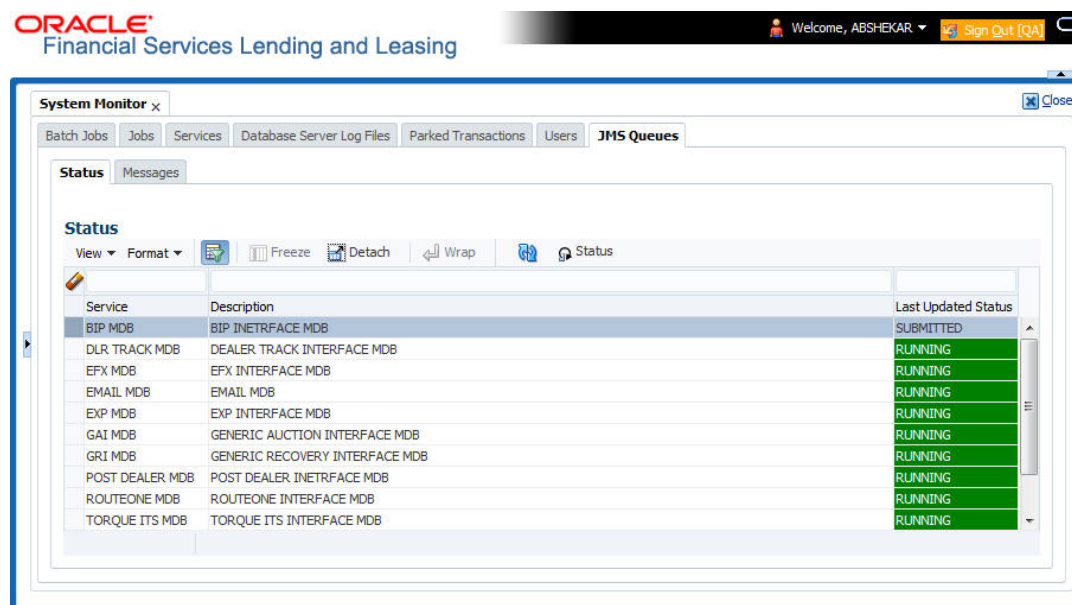 ORACLE
Financial Services Lending and Leasing
Welcome, ABSHEKAR
Sign Out [QA]
System Monitor x
Close
Batch Jobs Jobs Services Database Server Log Files Parked Transactions Users JMS Queues
Status Messages
Status
View Format Freeze Detach Wrap Status
Service Description Last Updated Status
BIP MDB BIP INETRFACE MDB SUBMITTED
DLR TRACK MDB DEALER TRACK INTERFACE MDB RUNNING
EFX MDB EFX INTERFACE MDB RUNNING
EMAIL MDB EMAIL MDB RUNNING
EXP MDB EXP INTERFACE MDB RUNNING
GAI MDB GENERIC AUCTION INTERFACE MDB RUNNING
GRI MDB GENERIC RECOVERY INTERFACE MDB RUNNING
POST DEALER MDB POST DEALER INETRFACE MDB RUNNING
ROUTEONE MDB ROUTEONE INTERFACE MDB RUNNING
TORQUE ITS MDB TORQUE ITS INTERFACE MDB RUNNING